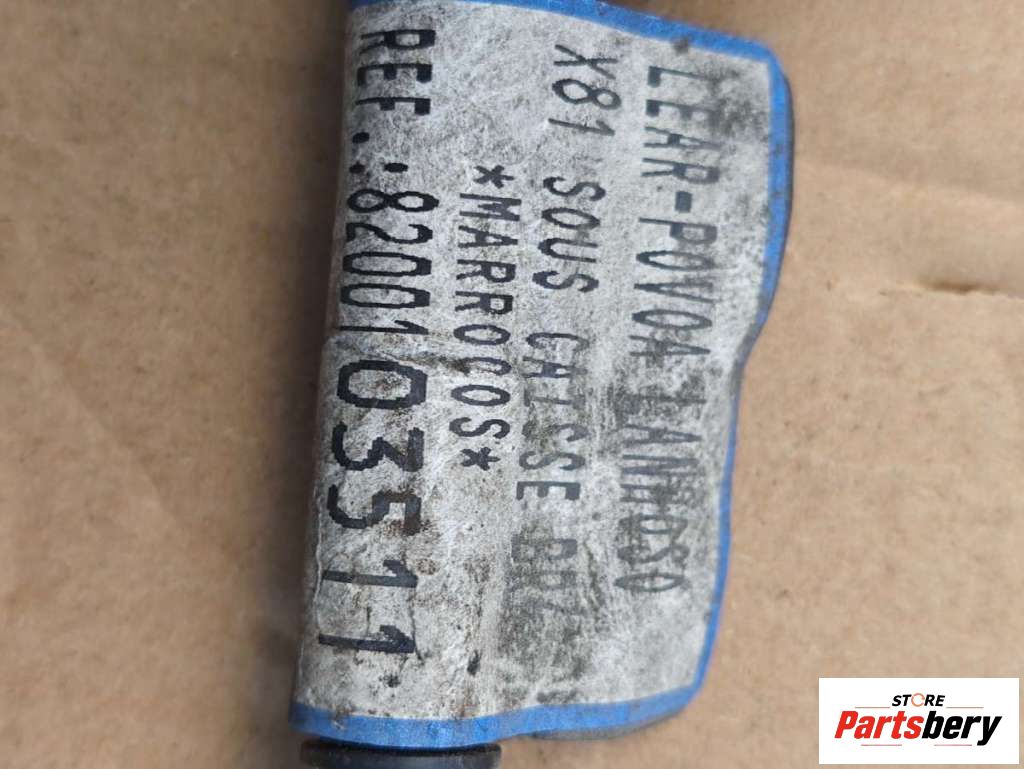 LEAR-POVOA LANHOSO
X81 SOUS CAISSE
*MARROCOS*
REF.:8200103511
STORE
Partsbery